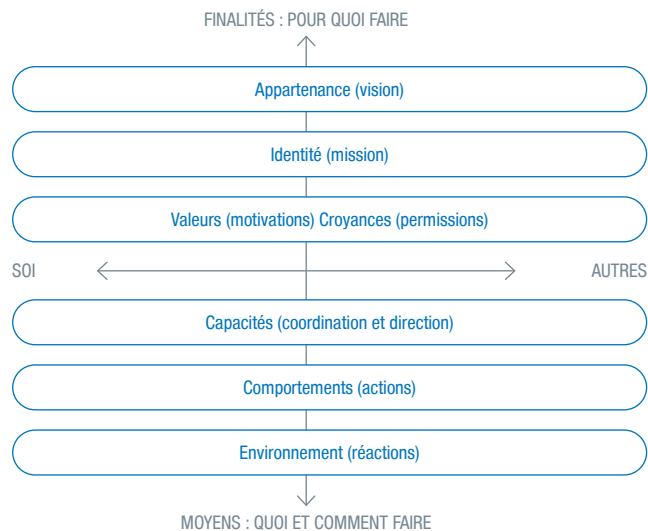 FINALITÉS : POUR QUOI FAIRE
Appartenance (vision)
Identité (mission)
Valeurs (motivations) Croyances (permissions)
SOI
AUTRES
Capacités (coordination et direction)
Comportements (actions)
Environnement (réactions)
MOYENS : QUOI ET COMMENT FAIRE